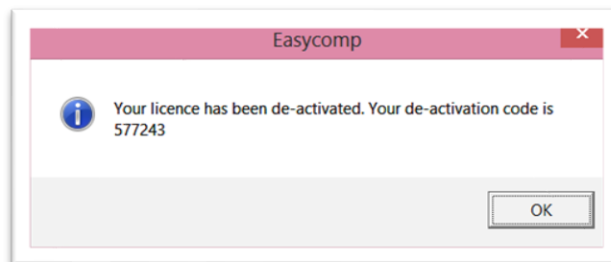 Easycomp
Your licence has been de-activated. Your de-activation code is
577243
OK